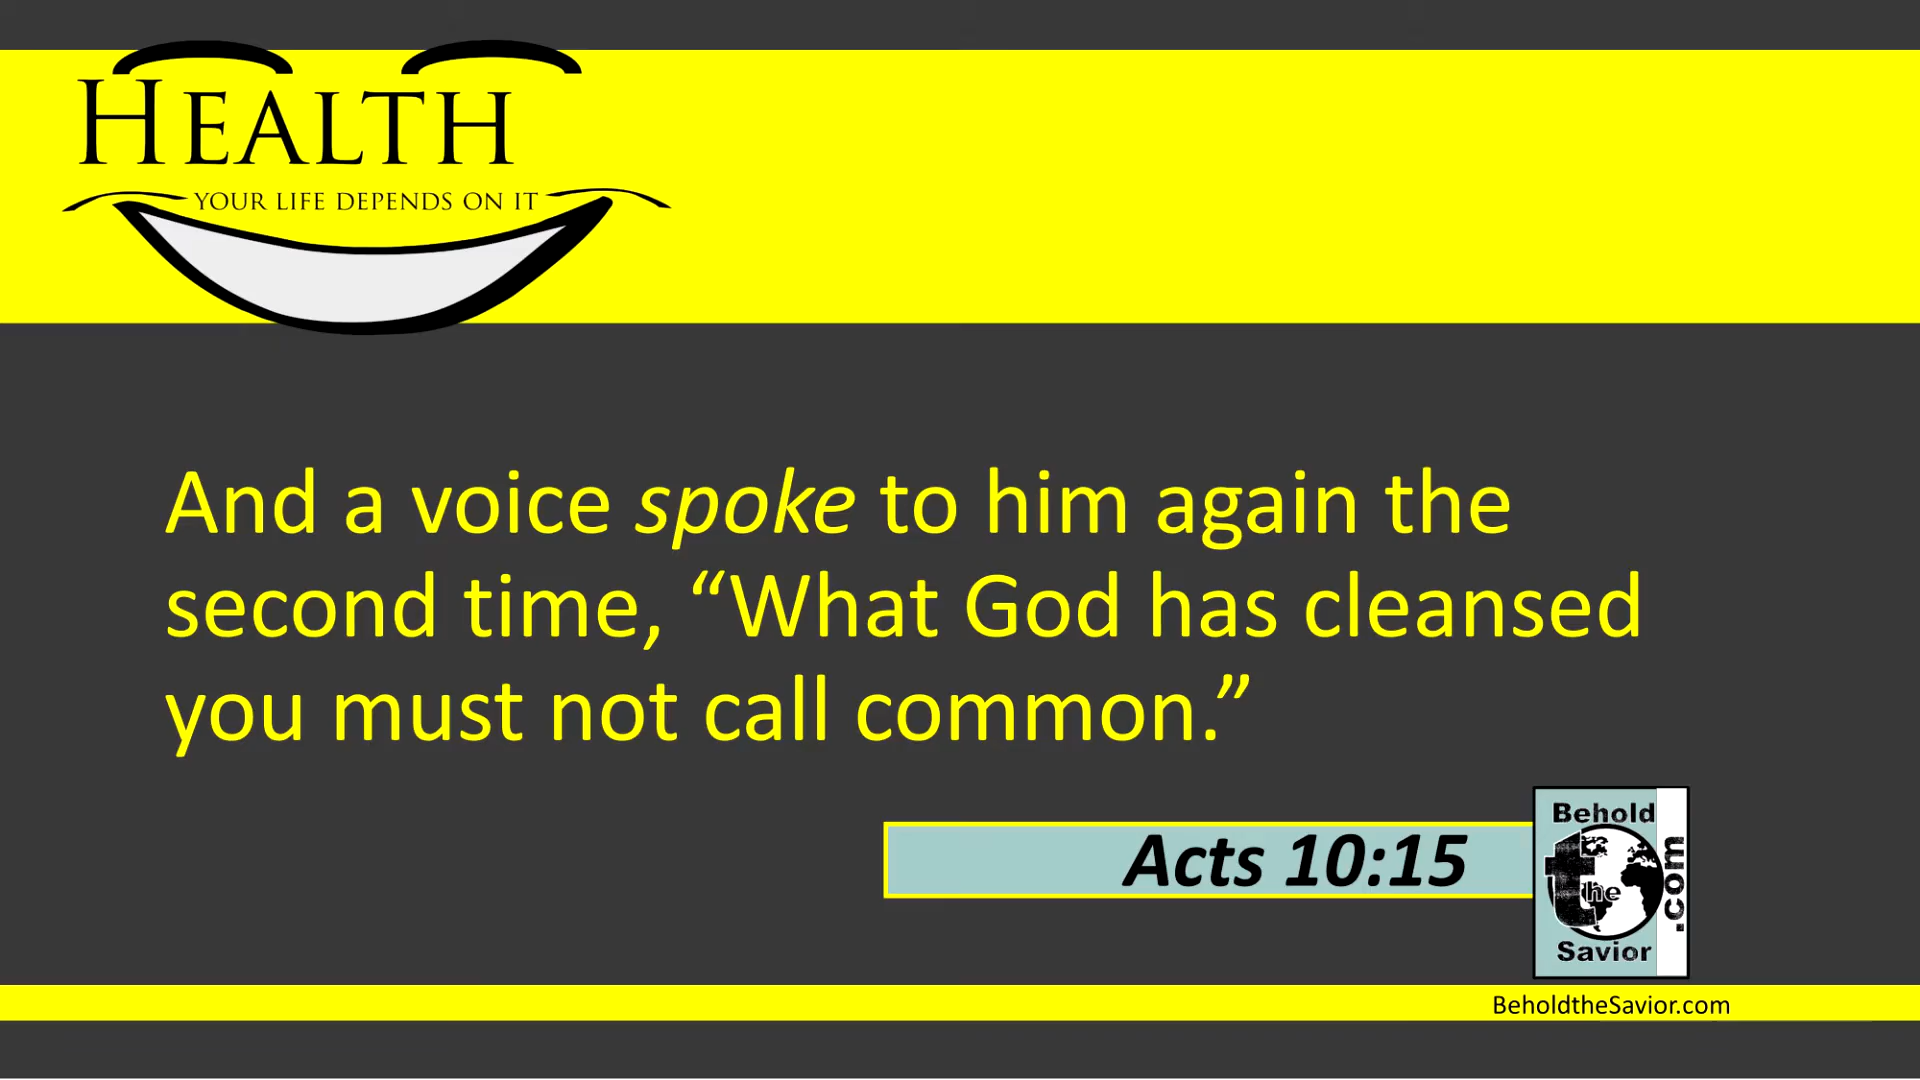 HEALTH
YOUR LIFE DEPENDS ON IT
And a voice spoke to him again the
second time, “What God has cleansed
you must not call common.”
Acts 10:15
Behold
the
Savior
.com
BeholdtheSavior.com